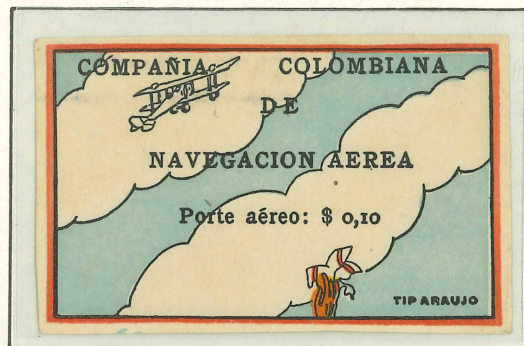 COMPAÑIA COLOMBIANA
DE
NAVEGACION AEREA
Porte aéreo: $ 0,10
TIP ARAUJO